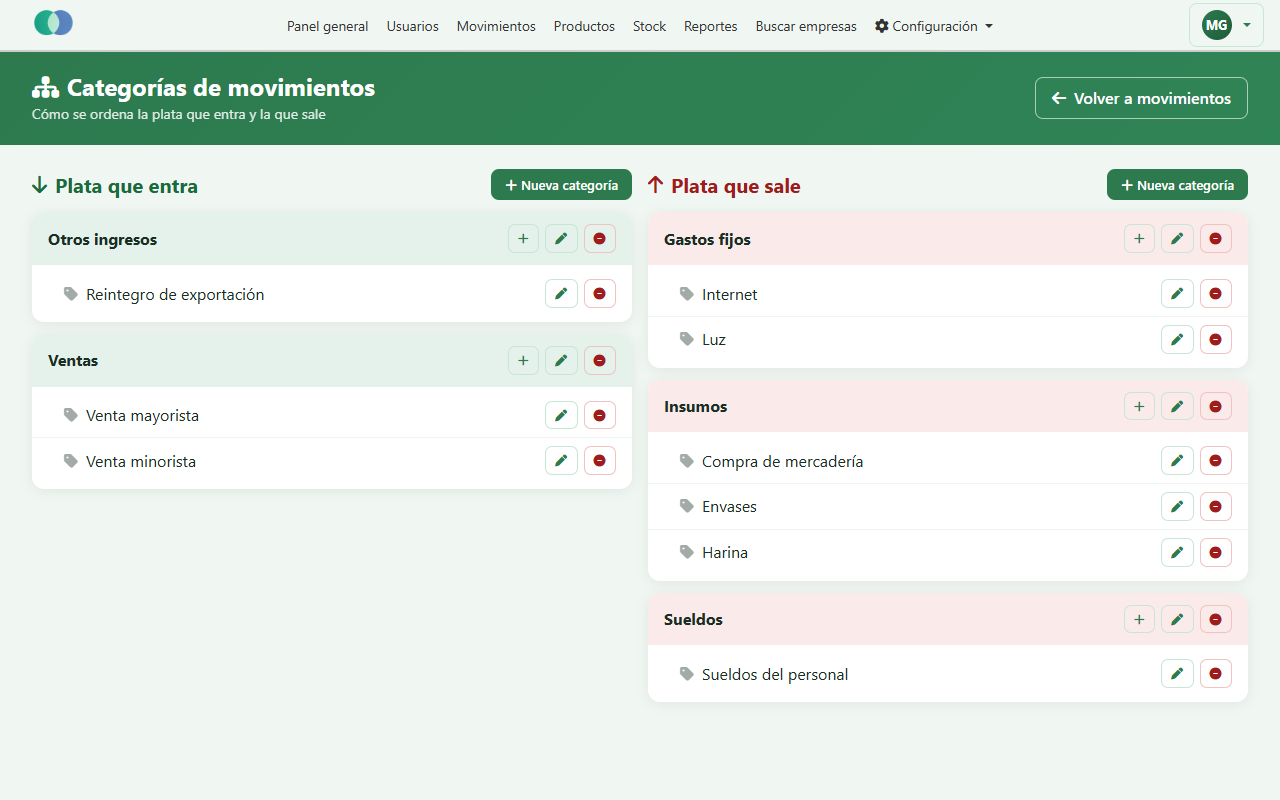 Panel general
Usuarios
Movimientos
Productos
Stock
Reportes
Buscar empresas
Configuración
MG
Categorías de movimientos
Cómo se ordena la plata que entra y la que sale
Volver a movimientos
Plata que entra
+ Nueva categoría
Otros ingresos
Reintegro de exportación
Ventas
Venta mayorista
Venta minorista
Plata que sale
+ Nueva categoría
Gastos fijos
Internet
Luz
Insumos
Compra de mercadería
Envases
Harina
Sueldos
Sueldos del personal